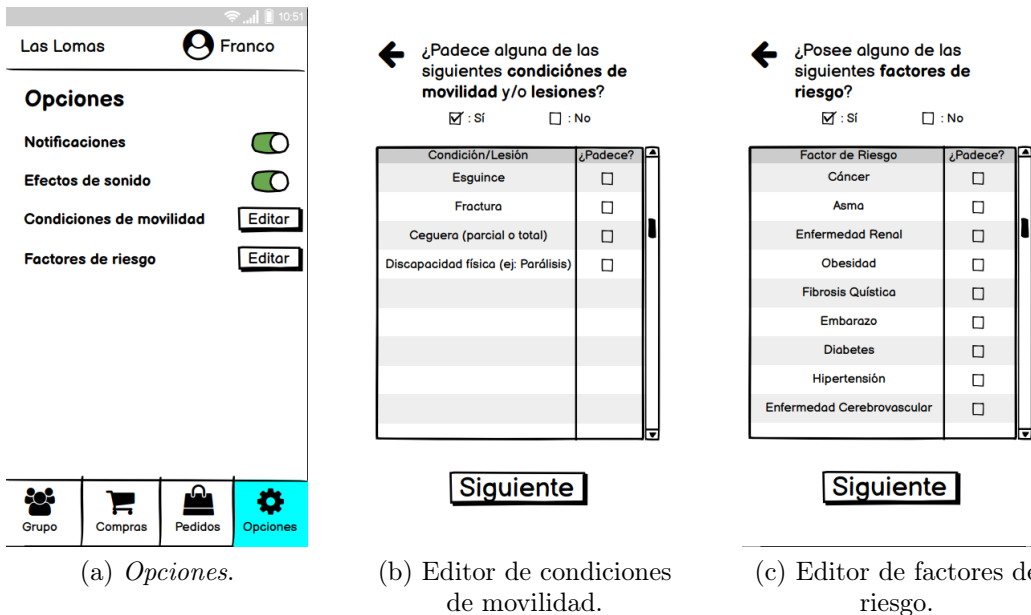 10:51
Las Lomas
Franco
Opciones
Notificaciones
Efectos de sonido
Condiciones de movilidad
Editar
Factores de riesgo
Editar
Grupo
Compras
Pedidos
Opciones
(a) Opciones.
¿Padece alguna de las
siguientes condiciónes de
movilidad y/o lesiones?
: Sí
: No
Condición/Lesión
¿Padece?
Esguince
Fractura
Ceguera (parcial o total)
Discapacidad física (ej: Parálisis)
Siguiente
(b) Editor de condiciones
de movilidad.
¿Posee alguno de las
siguientes factores de
riesgo?
: Sí
: No
Factor de Riesgo
¿Padece?
Cáncer
Asma
Enfermedad Renal
Obesidad
Fibrosis Quística
Embarazo
Diabetes
Hipertensión
Enfermedad Cerebrovascular
Siguiente
(c) Editor de factores de
riesgo.